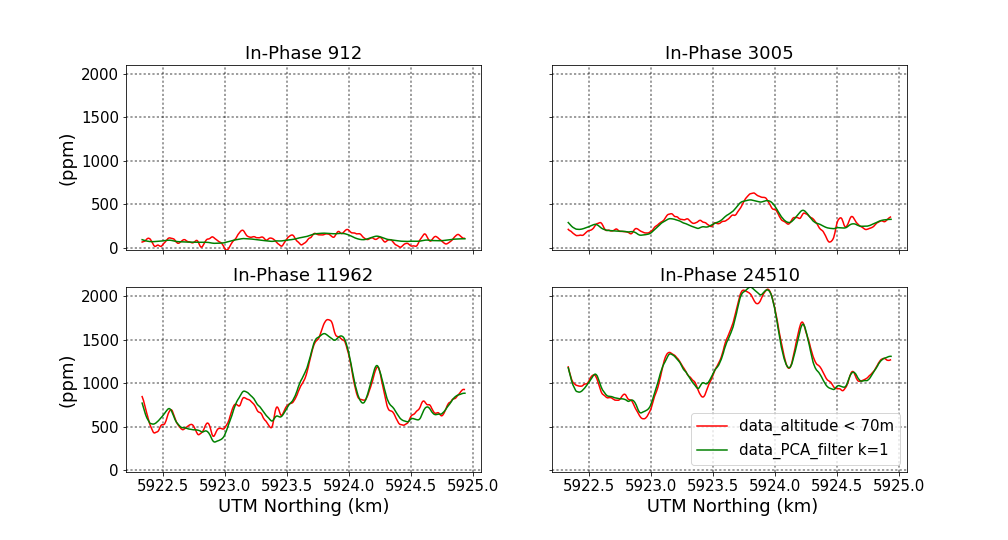 In-Phase 912
In-Phase 3005
2000
1500
1000
500
0
(ppm)
In-Phase 11962
In-Phase 24510
2000
1500
1000
500
0
(ppm)
data_altitude < 70m
data_PCA_filter k=1
5922.5 5923.0 5923.5 5924.0 5924.5 5925.0
5922.5 5923.0 5923.5 5924.0 5924.5 5925.0
UTM Northing (km)
UTM Northing (km)